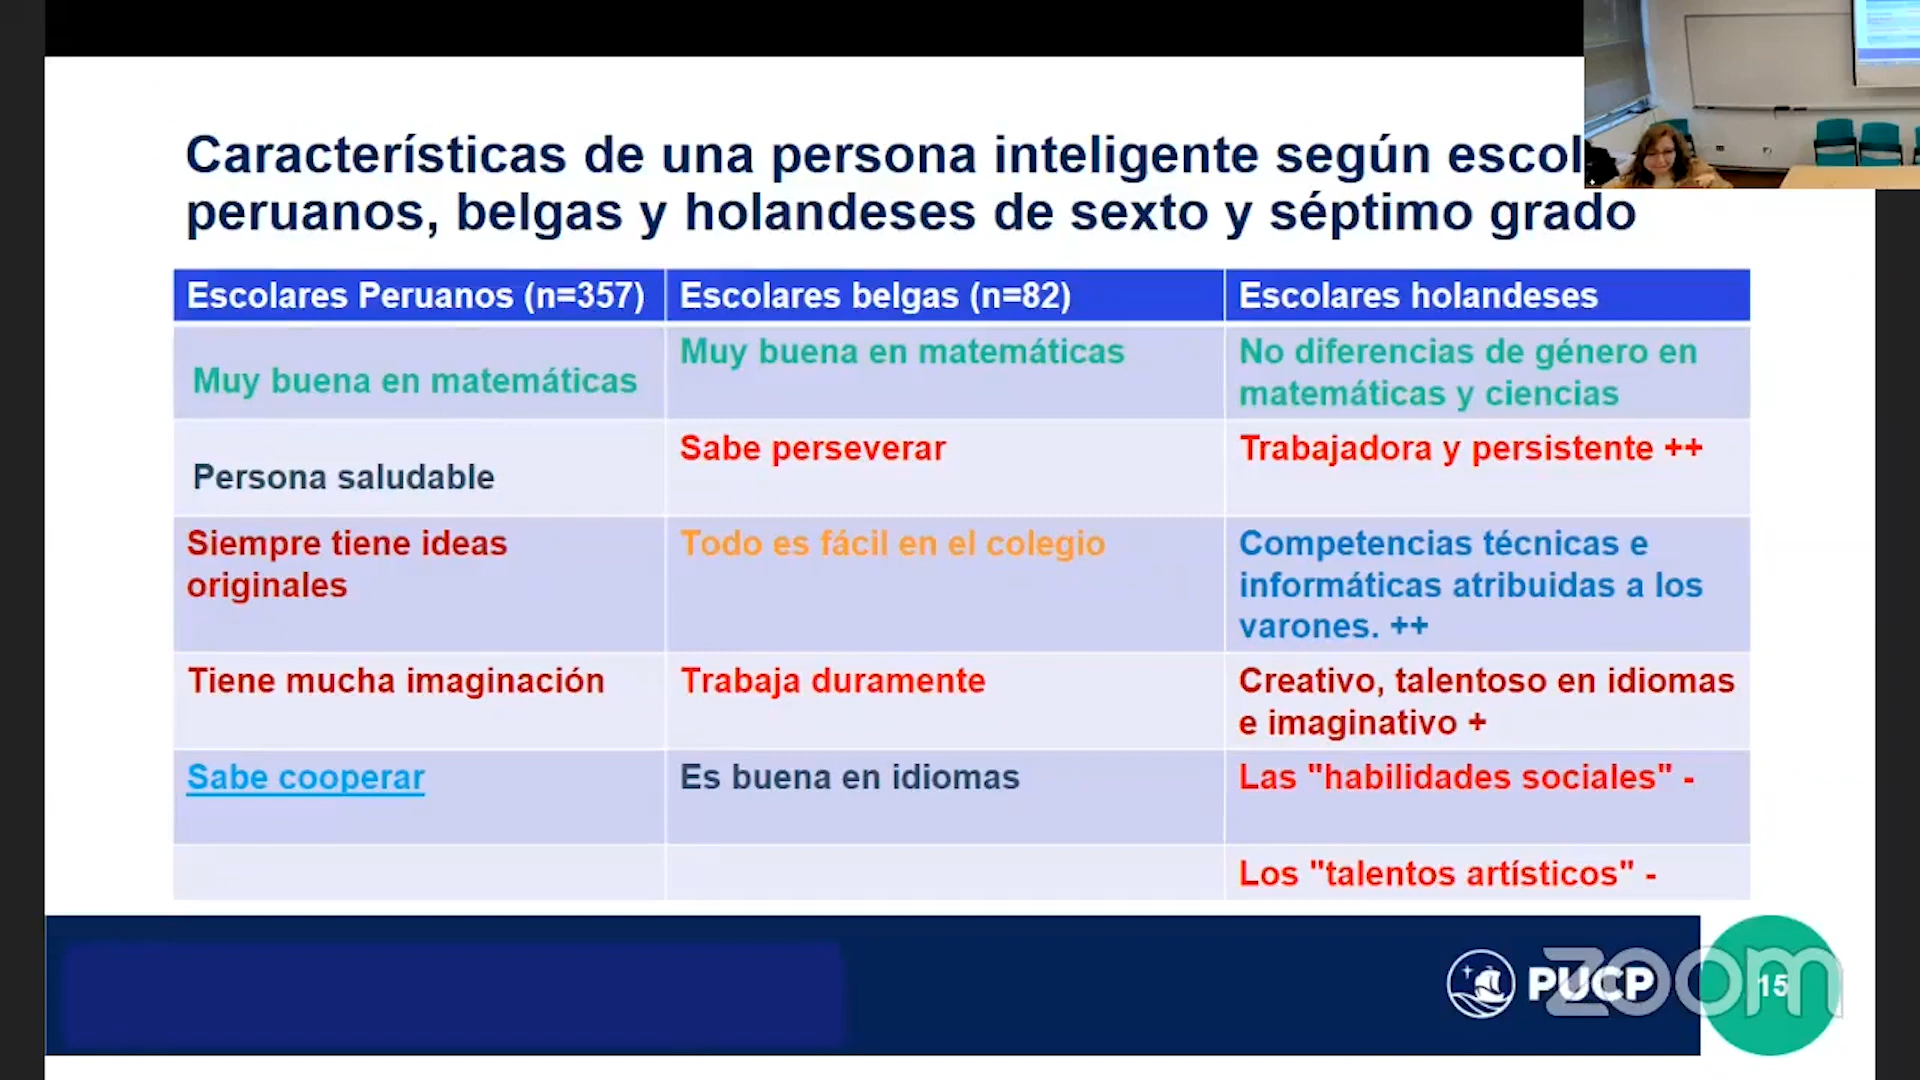 Características de una persona inteligente según escol
peruanos, belgas y holandeses de sexto y séptimo grado
Escolares Peruanos (n=357)
Escolares belgas (n=82)
Escolares holandeses
Muy buena en matemáticas
Muy buena en matemáticas
No diferencias de género en
matemáticas y ciencias
Persona saludable
Sabe perseverar
Trabajadora y persistente ++
Siempre tiene ideas
originales
Todo es fácil en el colegio
Competencias técnicas e
informáticas atribuidas a los
varones. ++
Tiene mucha imaginación
Trabaja duramente
Creativo, talentoso en idiomas
e imaginativo +
Sabe cooperar
Es buena en idiomas
Las "habilidades sociales" -
Los "talentos artísticos" -
PUCP
zoom
15